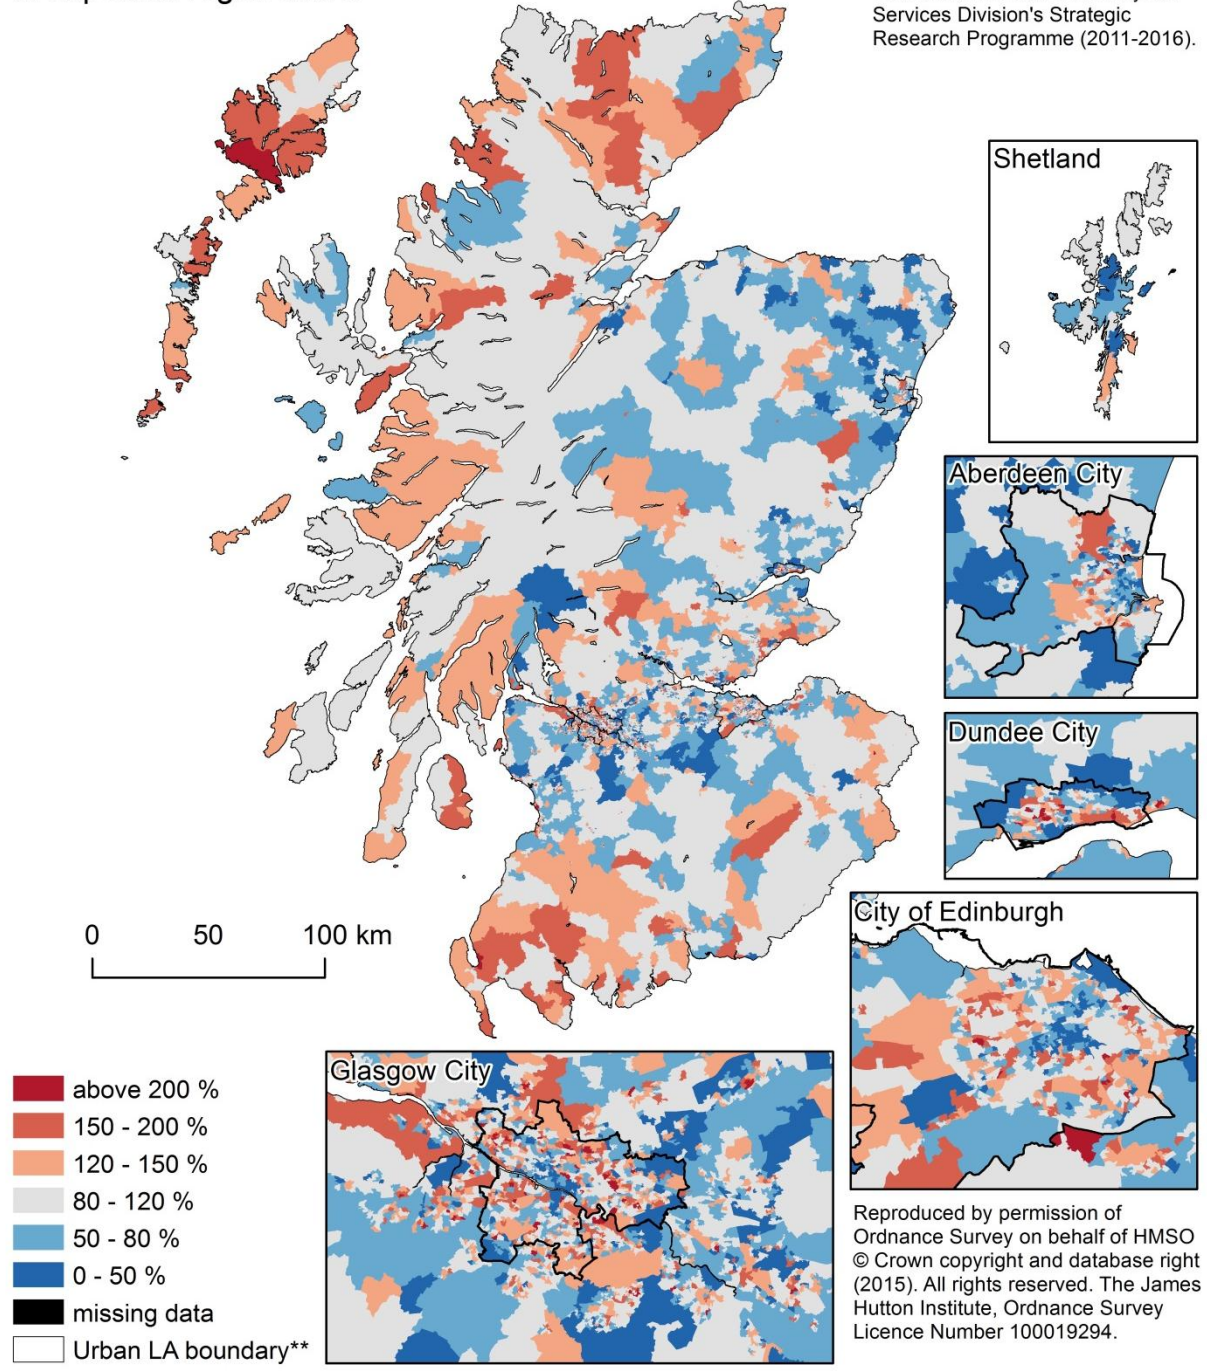 Services Division's Strategic
Research Programme (2011-2016).
Shetland
Aberdeen City
Dundee City
City of Edinburgh
0 50 100 km
Glasgow City
above 200 %
150 - 200 %
120 - 150 %
80 - 120 %
50 - 80 %
0 - 50 %
missing data
Urban LA boundary**
Reproduced by permission of
Ordnance Survey on behalf of HMSO
© Crown copyright and database right
(2015). All rights reserved. The James
Hutton Institute, Ordnance Survey
Licence Number 100019294.